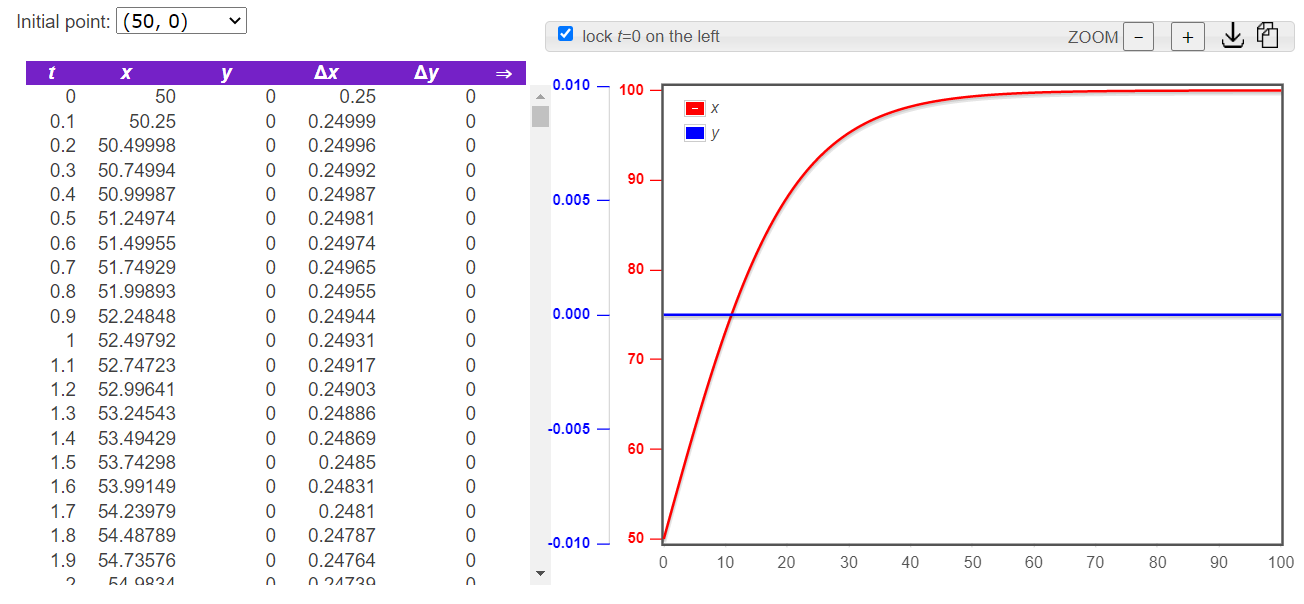 Initial point: (50, 0)
lock t=0 on the left
ZOOM - +
t x y Δx Δy ⇒
0 50 0 0.25 0
0.1 50.25 0 0.24999 0
0.2 50.49998 0 0.24996 0
0.3 50.74994 0 0.24992 0
0.4 50.99987 0 0.24987 0
0.5 51.24974 0 0.24981 0
0.6 51.49955 0 0.24974 0
0.7 51.74929 0 0.24965 0
0.8 51.99893 0 0.24955 0
0.9 52.24848 0 0.24944 0
1 52.49792 0 0.24931 0
1.1 52.74723 0 0.24917 0
1.2 52.99641 0 0.24903 0
1.3 53.24543 0 0.24886 0
1.4 53.49429 0 0.24869 0
1.5 53.74298 0 0.2485 0
1.6 53.99149 0 0.24831 0
1.7 54.23979 0 0.2481 0
1.8 54.48789 0 0.24787 0
1.9 54.73576 0 0.24764 0
2 54.9834 0 0.24739 0
0.010
0.005
0.000
-0.005
-0.010
100
90
80
70
60
50
x
y
0 10 20 30 40 50 60 70 80 90 100